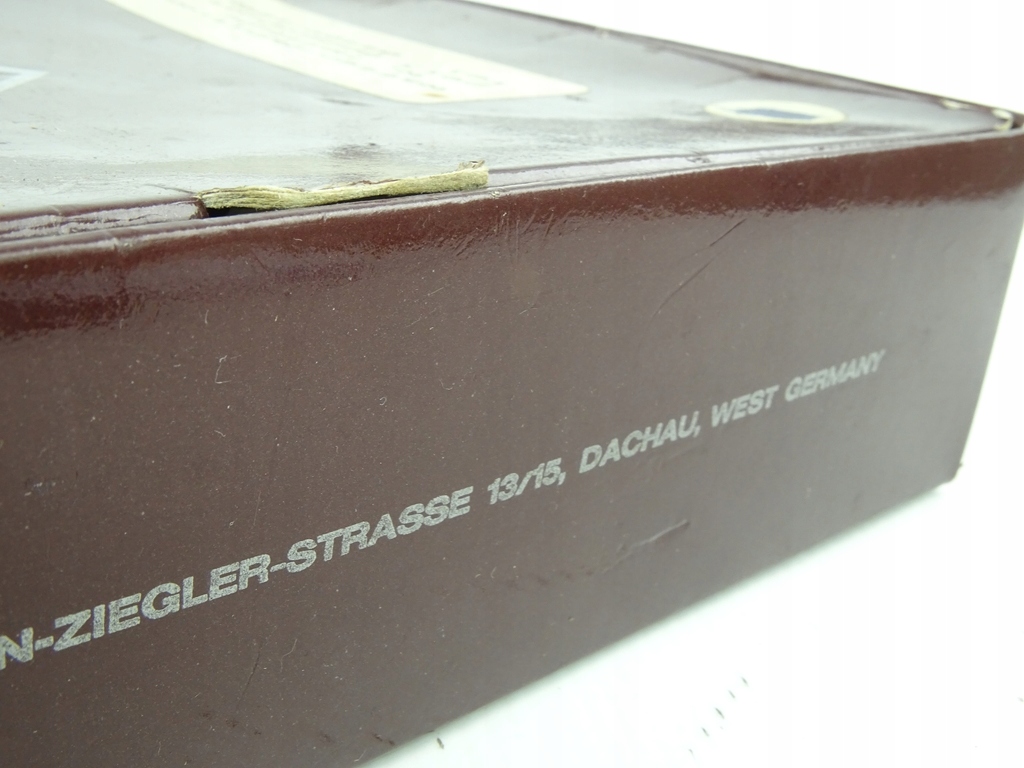 N-ZIEGLER-STRASSE 13/15, DACHAU, WEST GERMANY